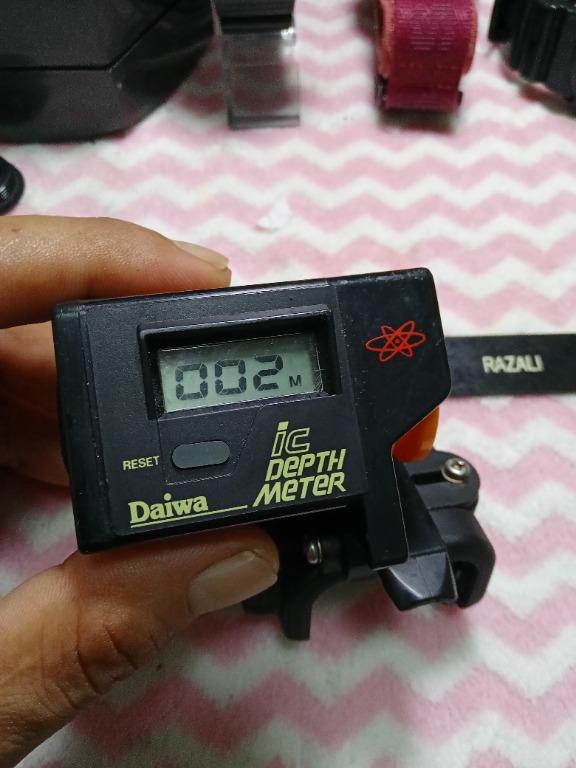 002 M
RESET
ic
DEPTH
METER
Daiwa
RAZALI